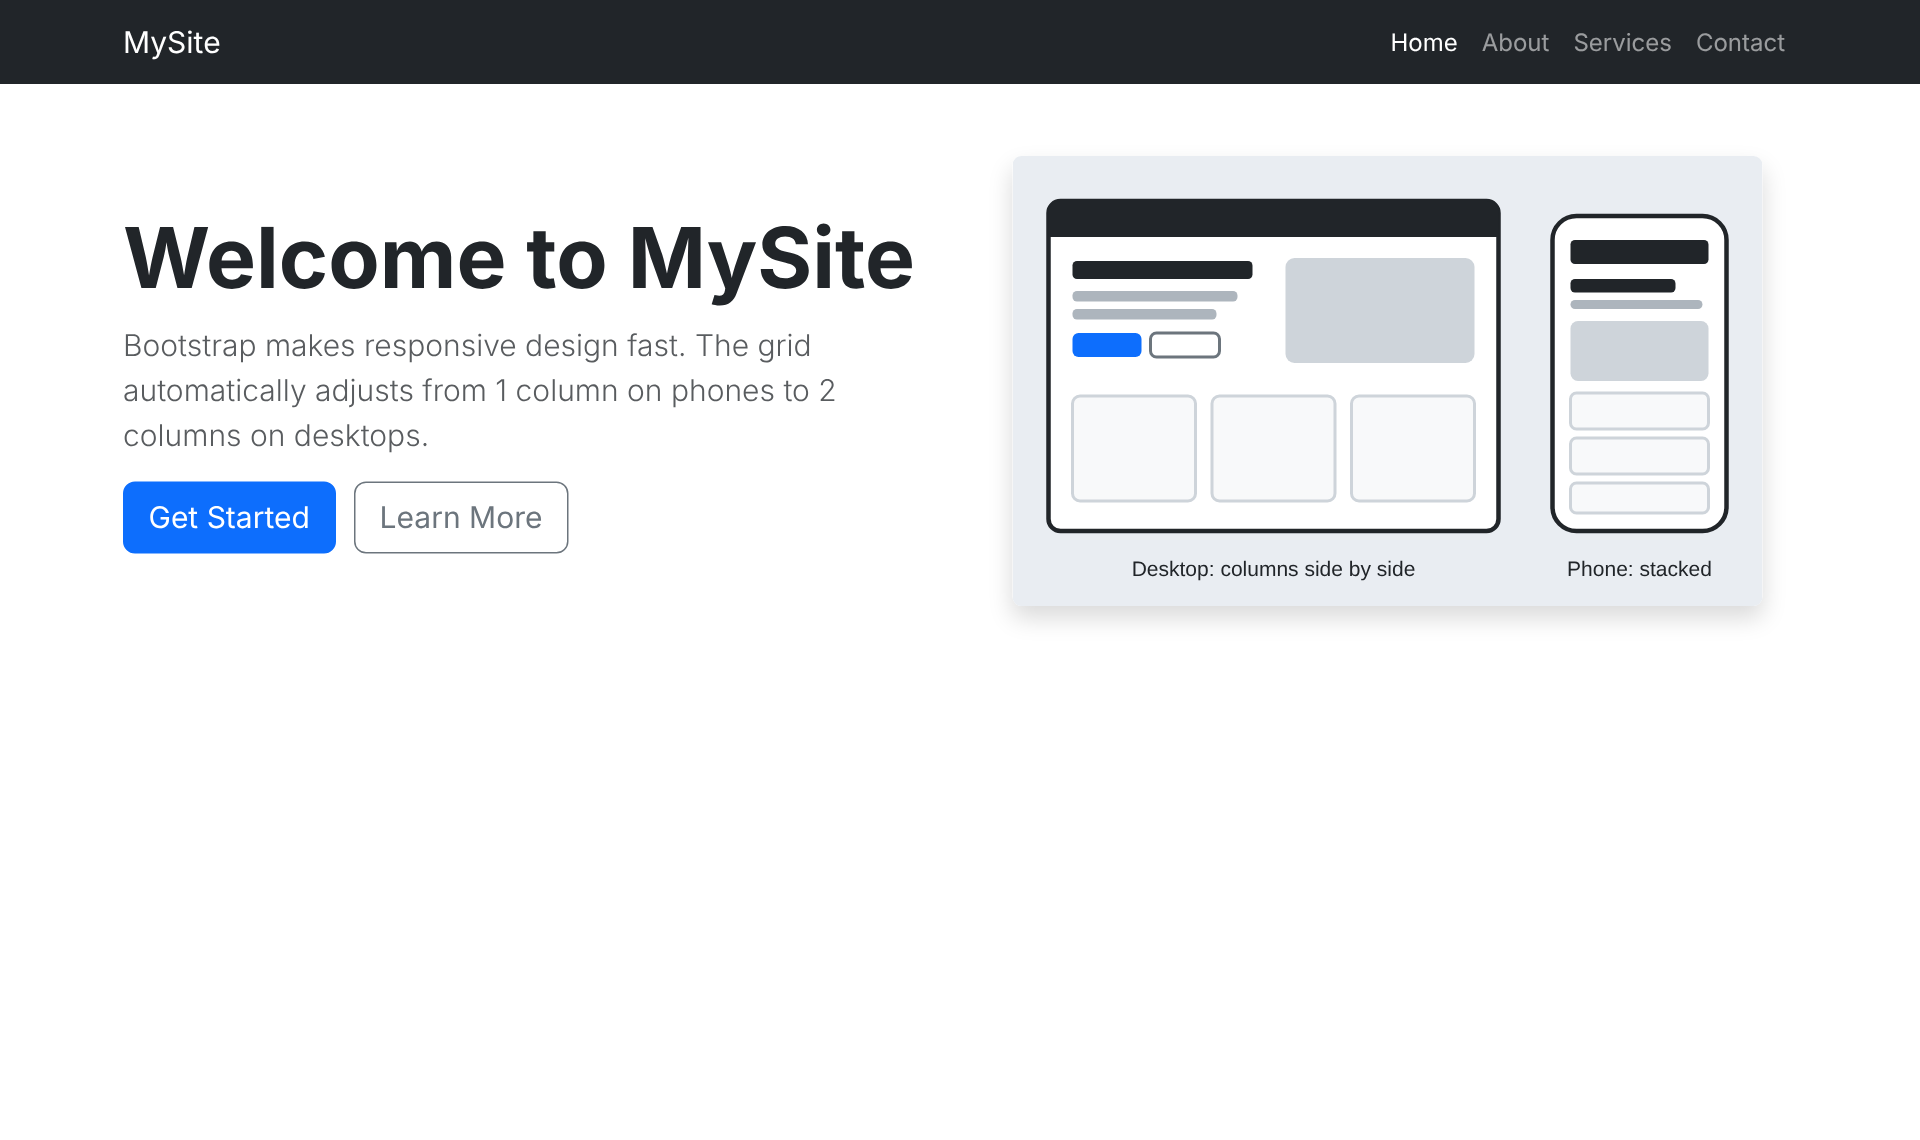 MySite
Home About Services Contact
Welcome to MySite
Bootstrap makes responsive design fast. The grid
automatically adjusts from 1 column on phones to 2
columns on desktops.
Get Started Learn More
Desktop: columns side by side
Phone: stacked